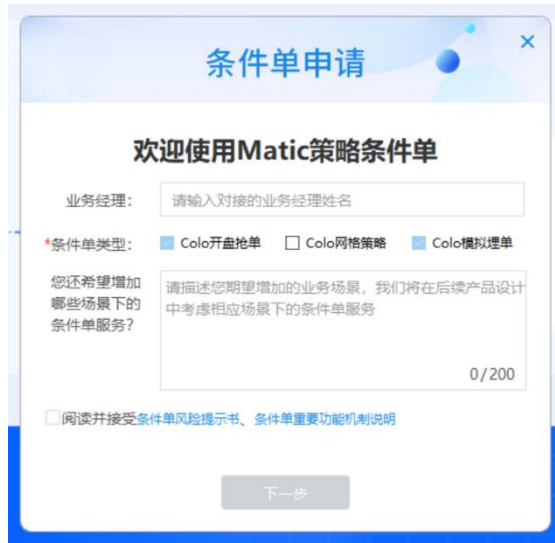 条件单申请
欢迎使用Matic策略条件单
业务经理： 请输入对接的业务经理姓名
*条件单类型： Colo开盘抢单 Colo网格策略 Colo模拟埋单
您还希望增加哪些场景下的条件单服务？
请描述您期望增加的业务场景，我们将在后续产品设计
中考虑相应场景下的条件单服务
0/200
阅读并接受条件单风险提示书、条件单重要功能机制说明
下一步